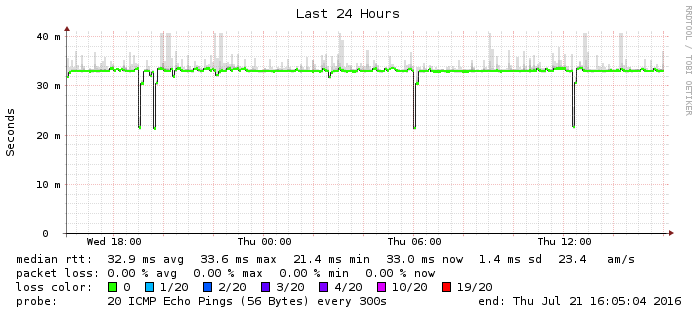 Last 24 Hours
RRDTOOL / TOBI OETIKER
Seconds
40 m
30 m
20 m
10 m
0
Wed 18:00 Thu 00:00 Thu 06:00 Thu 12:00
median rtt: 32.9 ms avg 33.6 ms max 21.4 ms min 33.0 ms now 1.4 ms sd 23.4 am/s
packet loss: 0.00 % avg 0.00 % max 0.00 % min 0.00 % now
loss color: 0 1/20 2/20 3/20 4/20 10/20 19/20
probe: 20 ICMP Echo Pings (56 Bytes) every 300s end: Thu Jul 21 16:05:04 2016